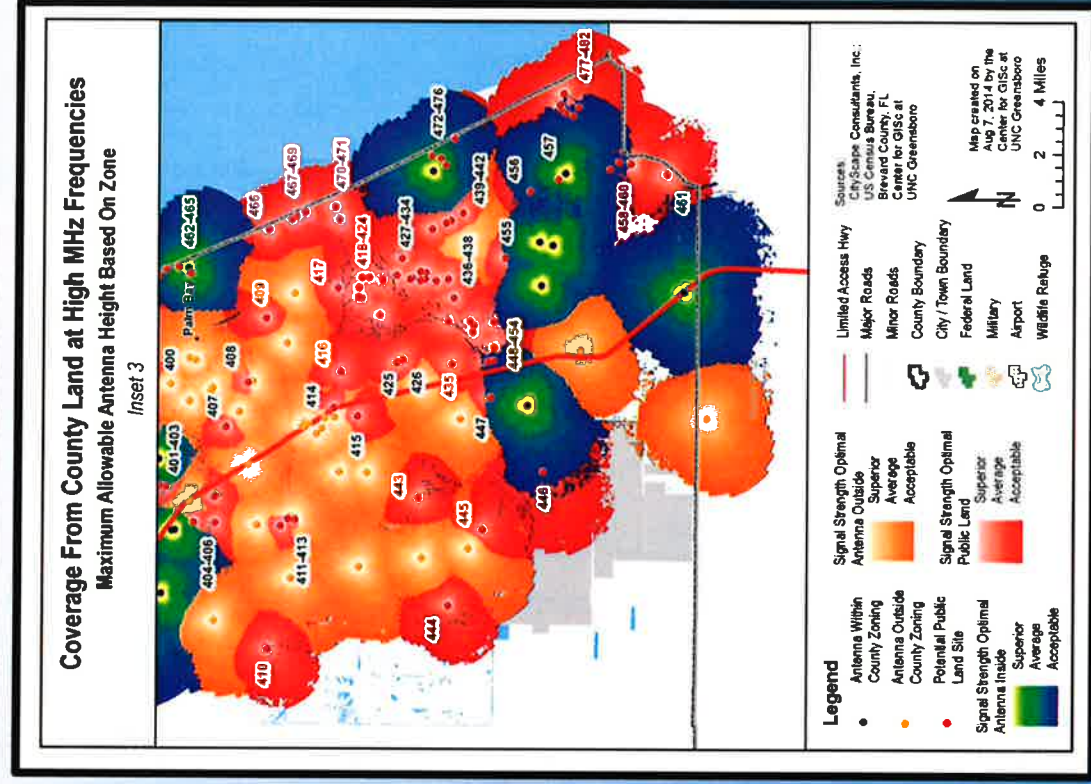 Coverage From County Land at High MHz Frequencies
Maximum Allowable Antenna Height Based On Zone
Inset 3
462-465
466
467-469
470-471
472-476
477-482
Palm Bay
400
401-403
404-406
407
408
409
410
411-413
414
415
416
417
418-424
425
426
427-434
435
436-438
439-442
443
444
445
446
447
448-454
455
456
457
458-460
461
Legend
Antenna Within
County Zoning
Antenna Outside
County Zoning
Potential Public
Land Site
Signal Strength Optimal
Antenna Inside
Superior
Average
Acceptable
Signal Strength Optimal
Antenna Outside
Superior
Average
Acceptable
Signal Strength Optimal
Public Land
Superior
Average
Acceptable
Limited Access Hwy
Major Roads
Minor Roads
County Boundary
City / Town Boundary
Federal Land
Military
Airport
Wildlife Refuge
Sources:
CityScape Consultants, Inc.;
US Census Bureau,
Brevard County, FL
Center for GISc at
UNC Greensboro
Map created on
Aug 7, 2014 by the
Center for GISc at
UNC Greensboro
N
0 2 4 Miles